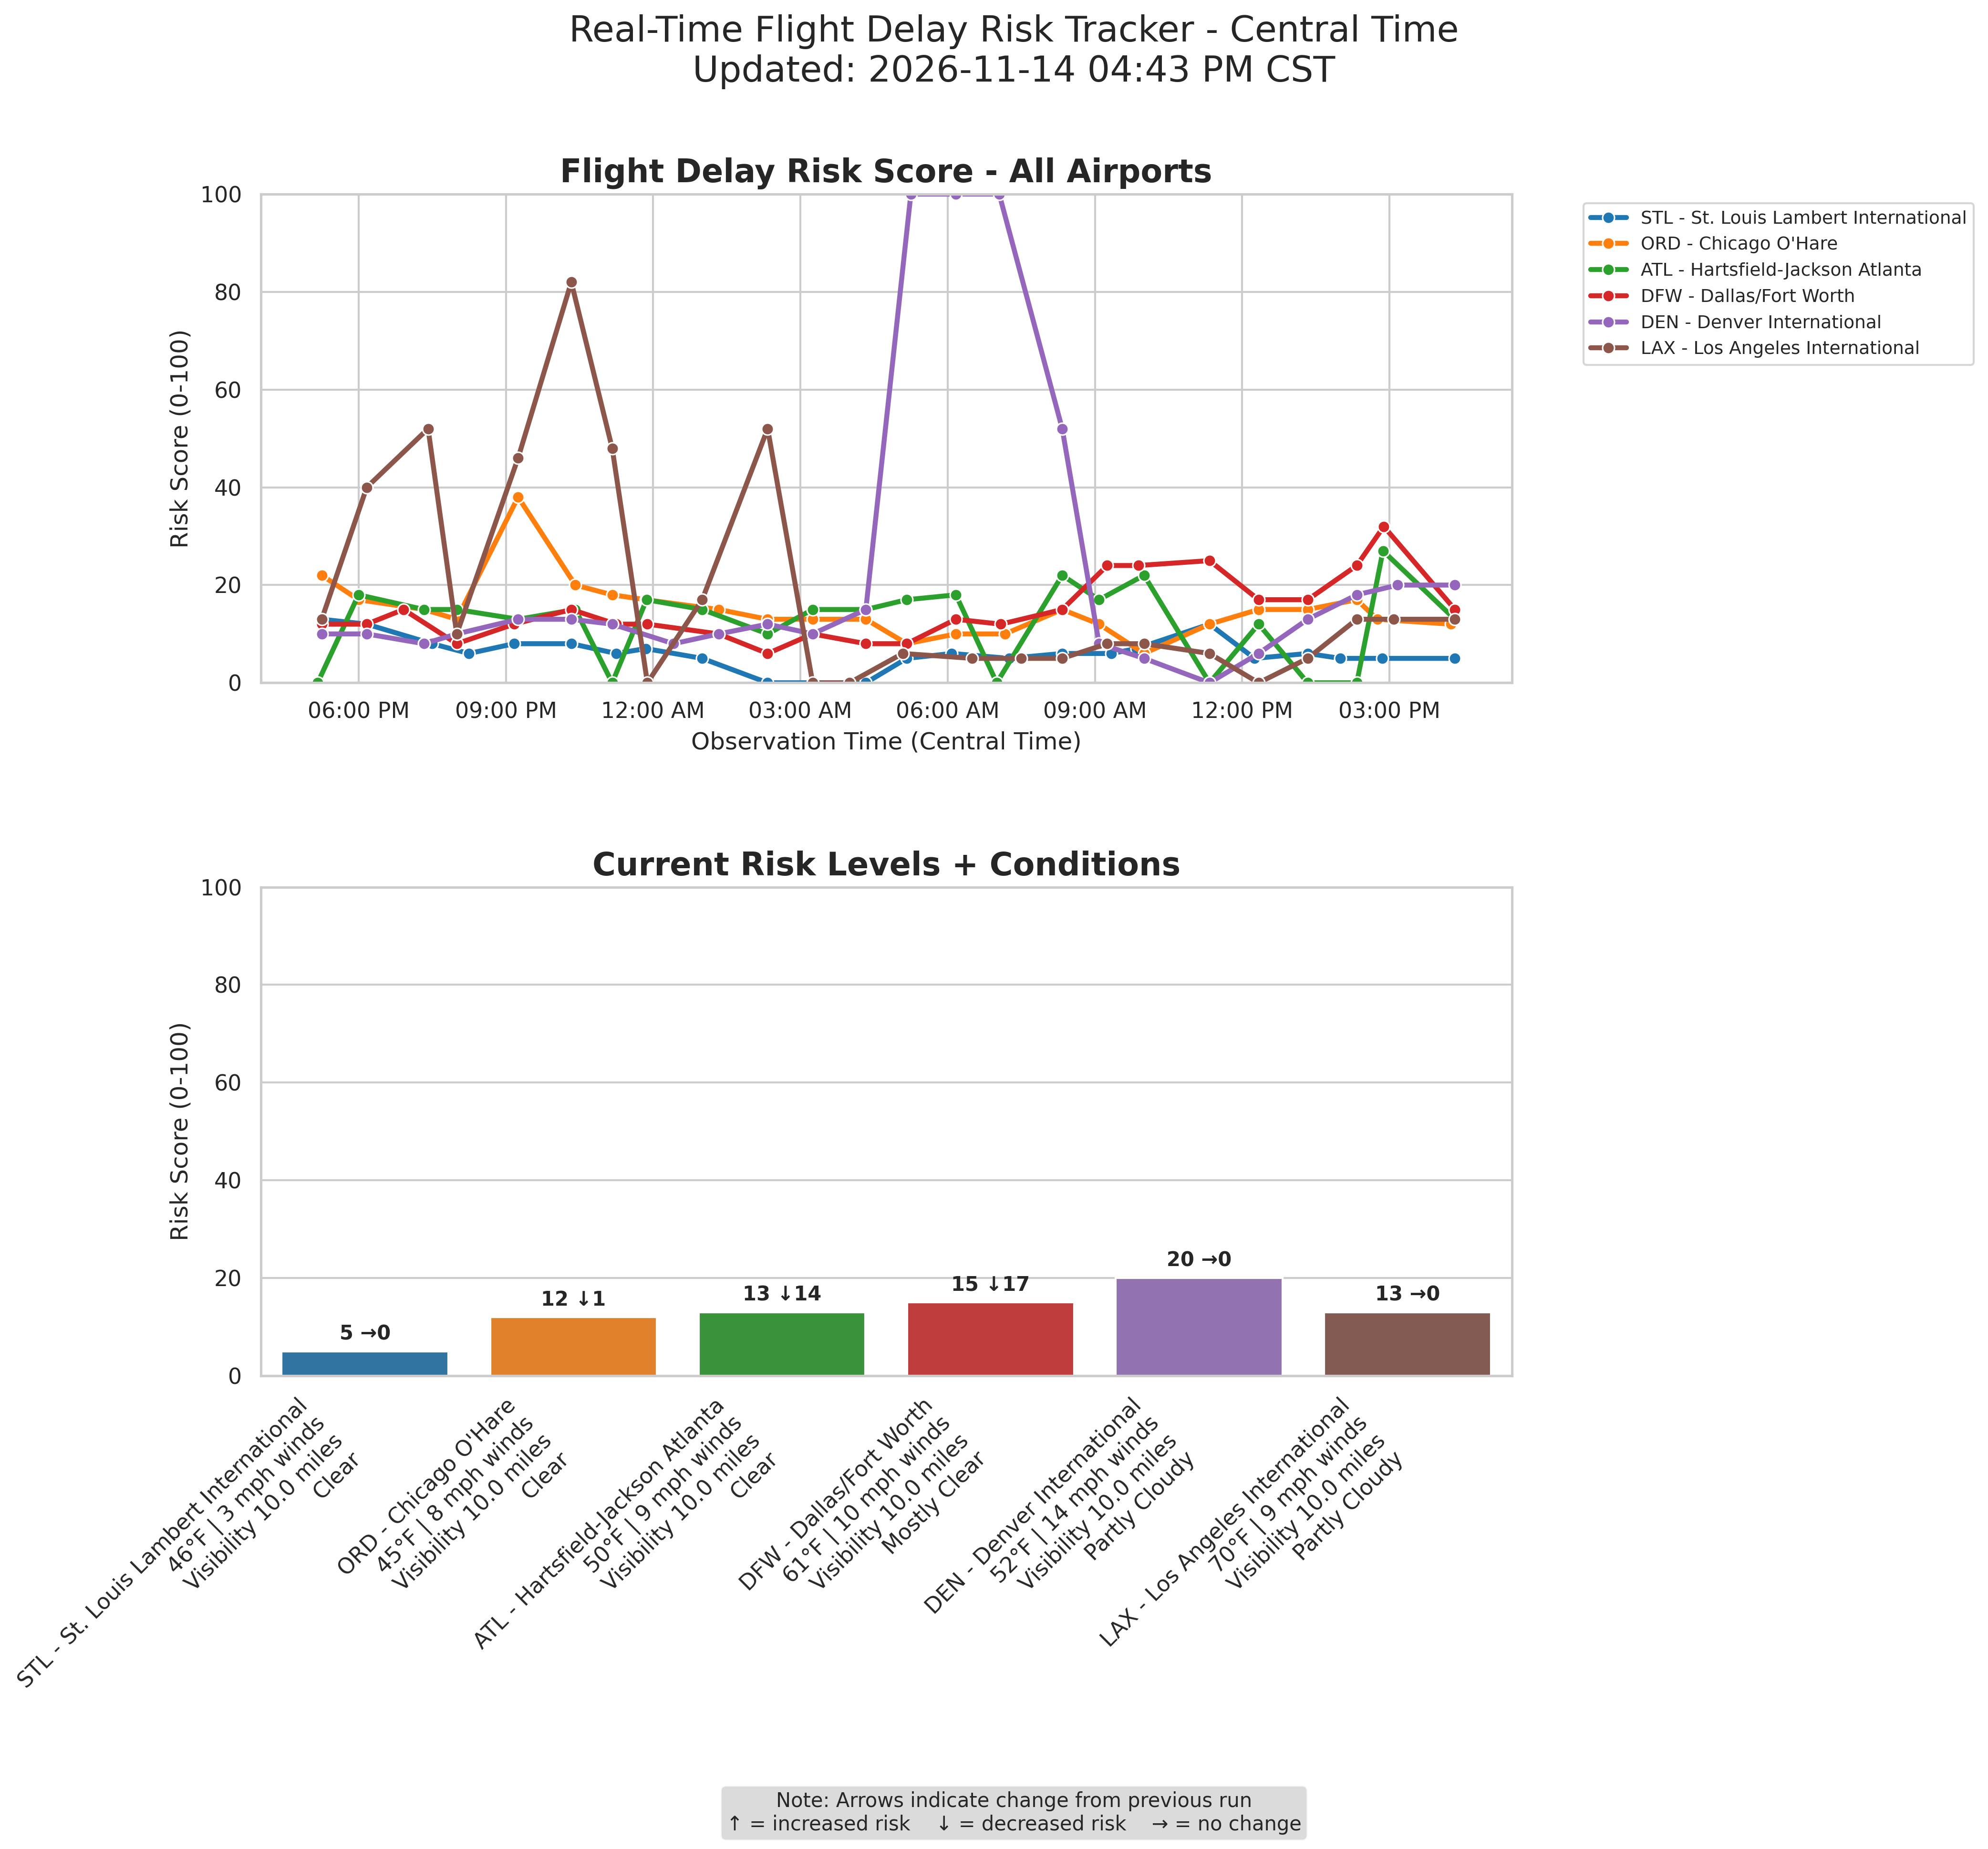 Real-Time Flight Delay Risk Tracker - Central Time
Updated: 2026-11-14 04:43 PM CST
Flight Delay Risk Score - All Airports
Risk Score (0-100)
100
80
60
40
20
0
06:00 PM
09:00 PM
12:00 AM
03:00 AM
06:00 AM
09:00 AM
12:00 PM
03:00 PM
Observation Time (Central Time)
STL - St. Louis Lambert International
ORD - Chicago O'Hare
ATL - Hartsfield-Jackson Atlanta
DFW - Dallas/Fort Worth
DEN - Denver International
LAX - Los Angeles International
Current Risk Levels + Conditions
Risk Score (0-100)
100
80
60
40
20
0
5 →0
12 ↓1
13 ↓14
15 ↓17
20 →0
13 →0
STL - St. Louis Lambert International
46°F | 3 mph winds
Visibility 10.0 miles
Clear
ORD - Chicago O'Hare
45°F | 8 mph winds
Visibility 10.0 miles
Clear
ATL - Hartsfield-Jackson Atlanta
50°F | 9 mph winds
Visibility 10.0 miles
Clear
DFW - Dallas/Fort Worth
61°F | 10 mph winds
Visibility 10.0 miles
Mostly Clear
DEN - Denver International
52°F | 14 mph winds
Visibility 10.0 miles
Partly Cloudy
LAX - Los Angeles International
70°F | 9 mph winds
Visibility 10.0 miles
Partly Cloudy
Note: Arrows indicate change from previous run
↑ = increased risk ↓ = decreased risk → = no change